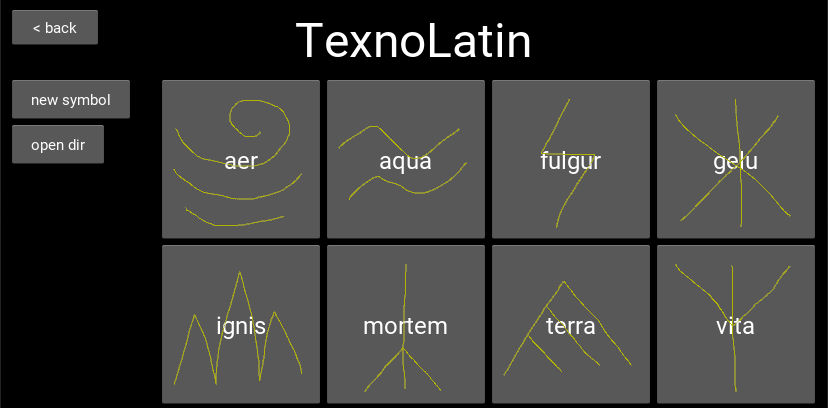 < back
TexnoLatin
new symbol
open dir
aer
aqua
fulgur
gelu
ignis
mortem
terra
vita